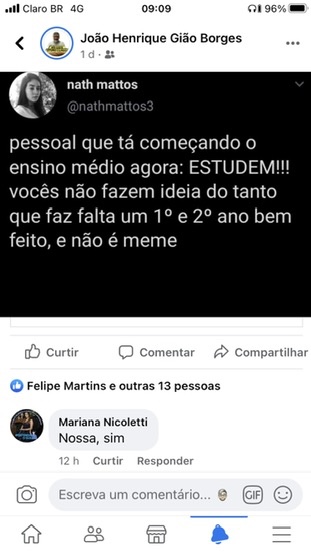 Claro BR 4G 09:09 96%
João Henrique Gião Borges
1 d ·
nath mattos
@nathmattos3
pessoal que tá começando o
ensino médio agora: ESTUDEM!!!
vocês não fazem ideia do tanto
que faz falta um 1º e 2º ano bem
feito, e não é meme
Curtir Comentar Compartilhar
Felipe Martins e outras 13 pessoas
Mariana Nicoletti
Nossa, sim
12 h Curtir Responder
Escreva um comentário... GIF